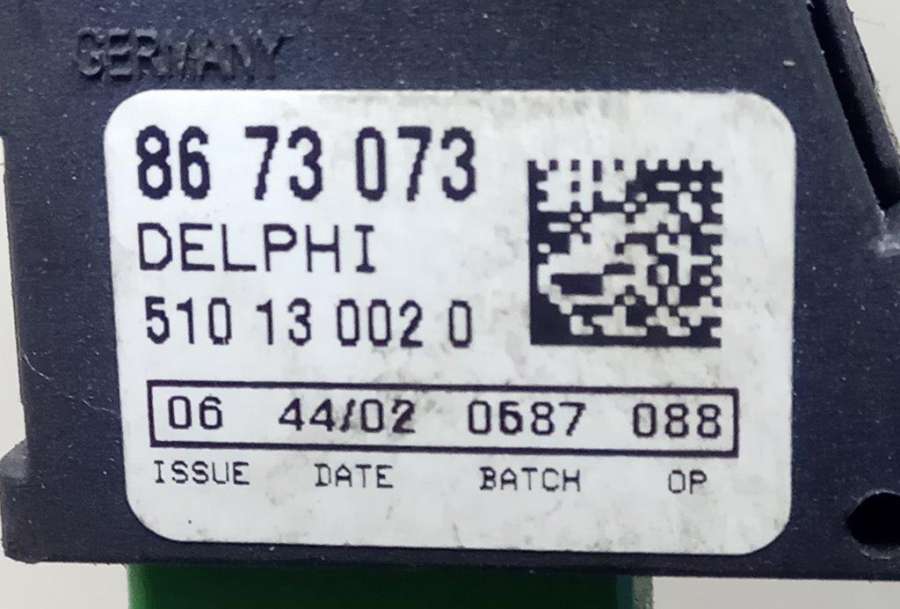 GERMANY
86 73 073
DELPHI
510 13 002 0
06 44/02 0687 088
ISSUE DATE BATCH OP